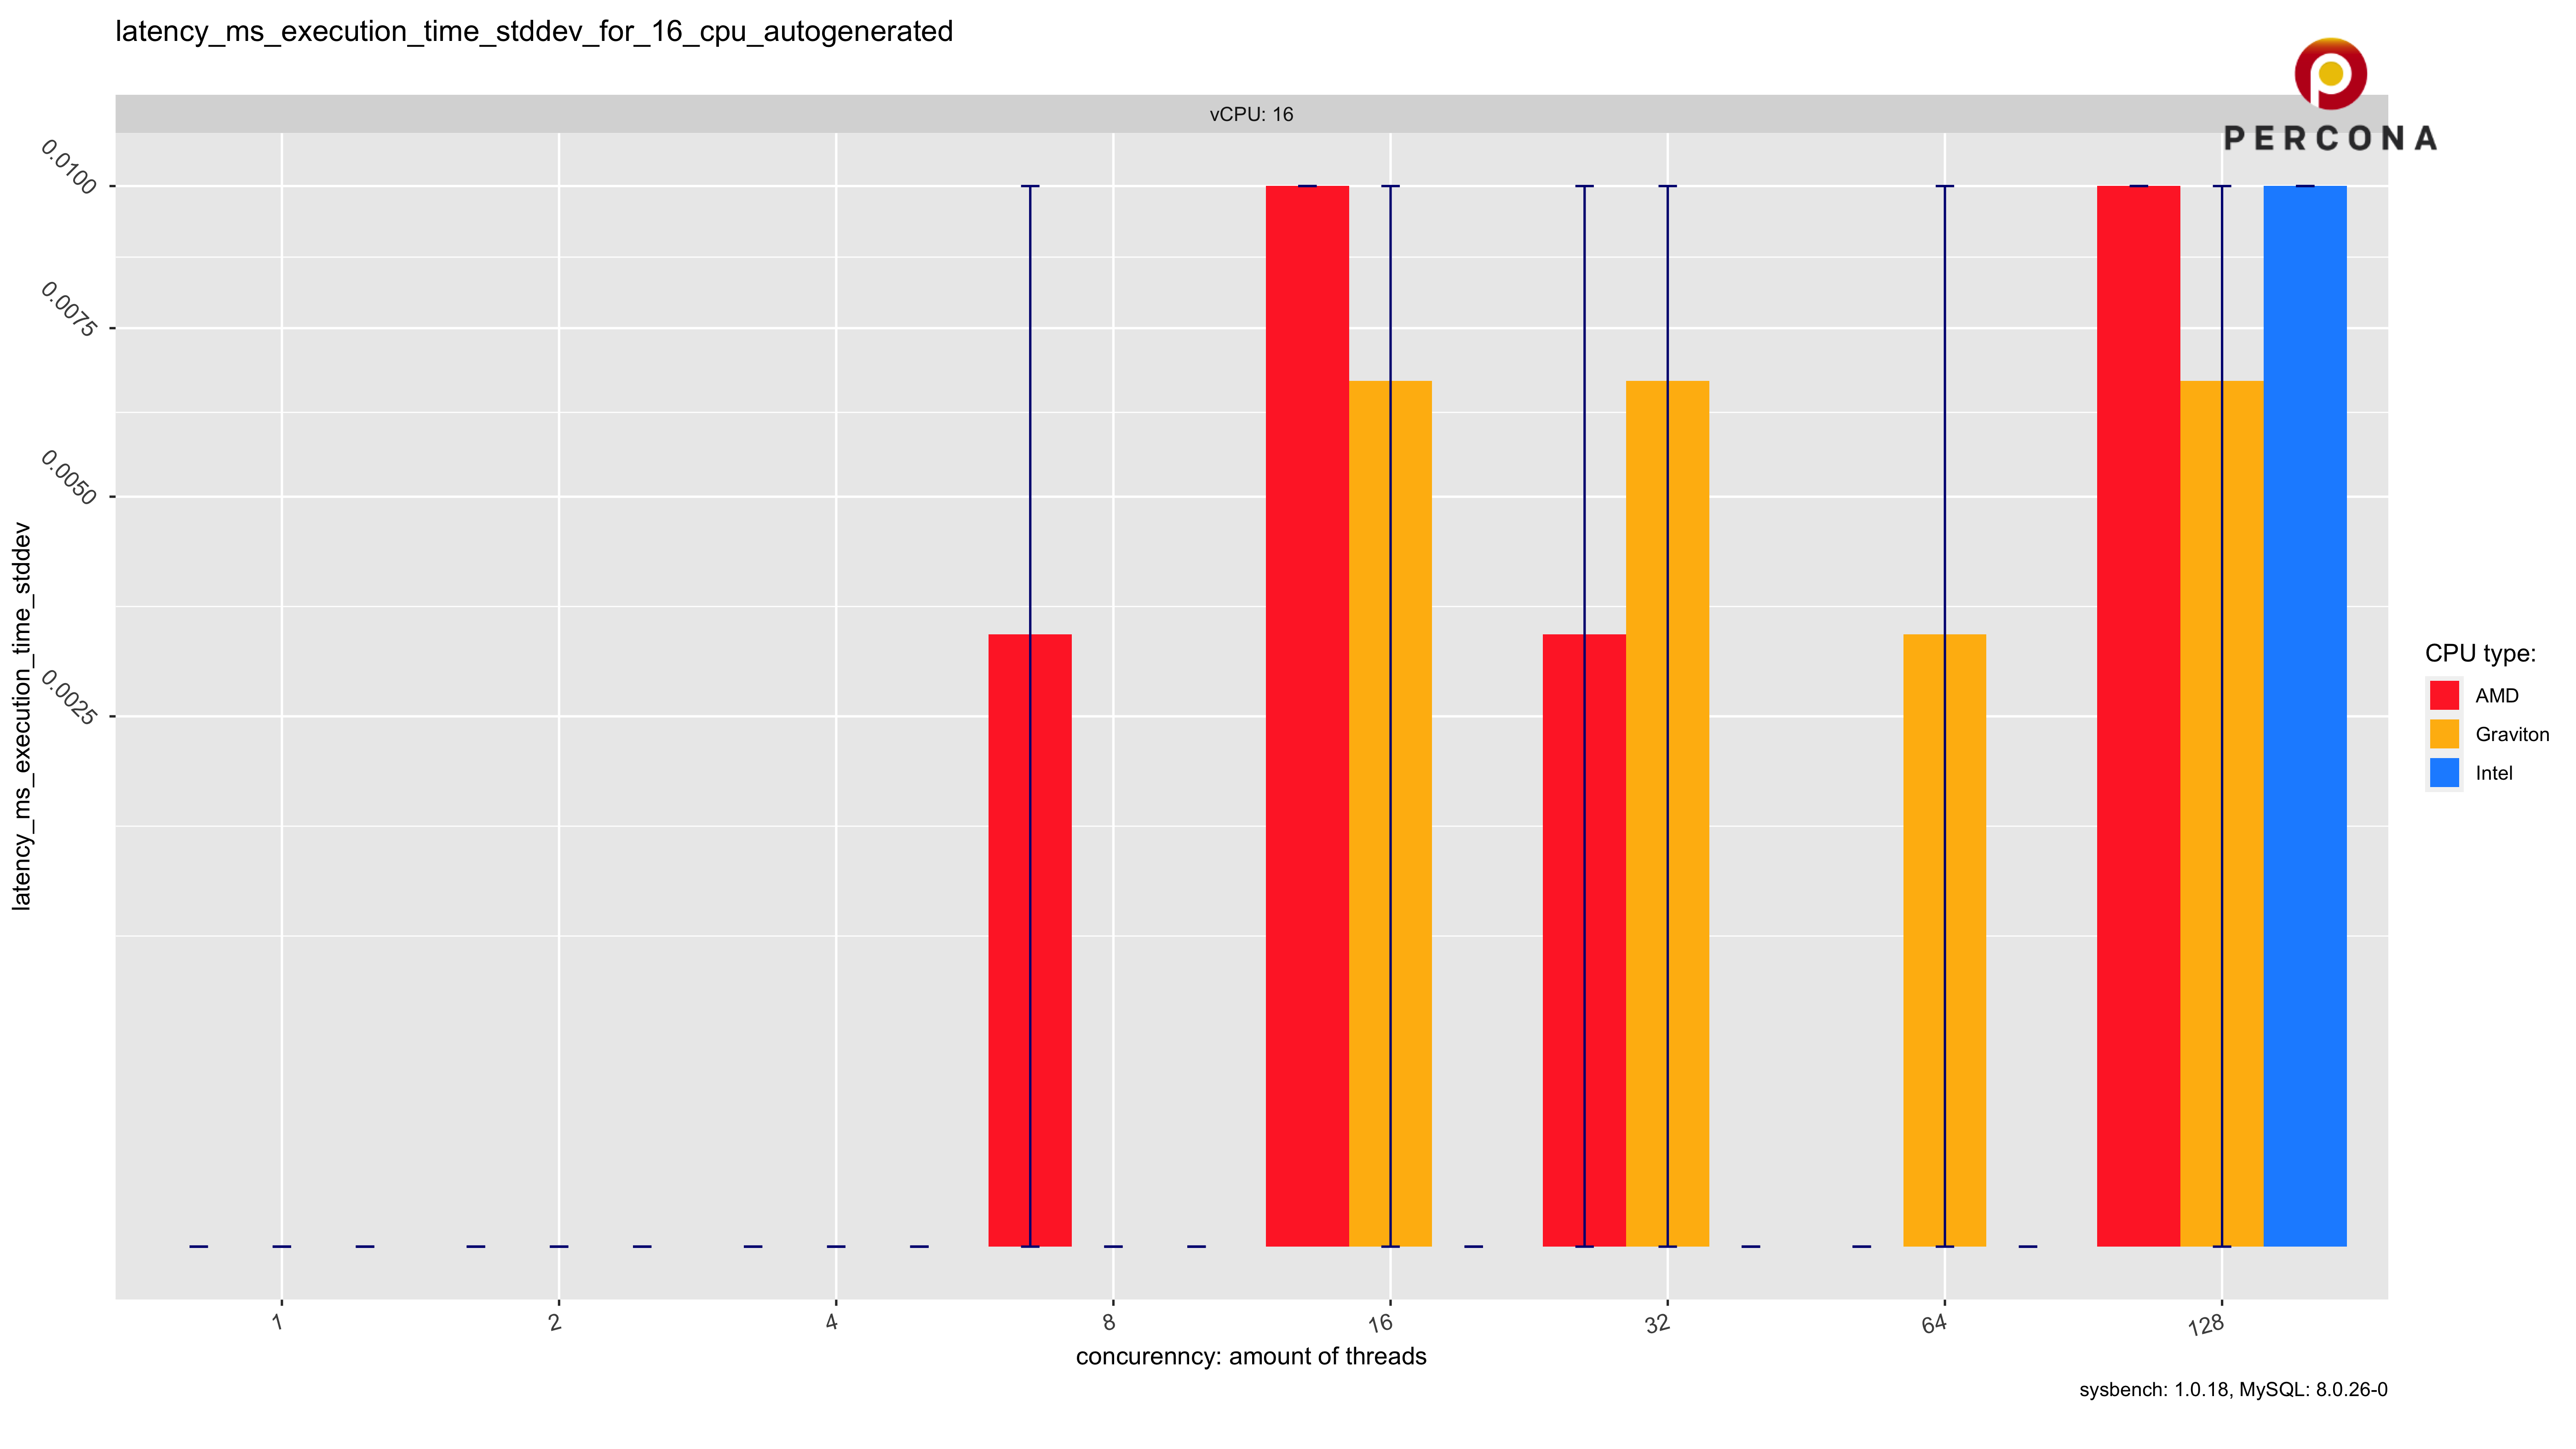 latency_ms_execution_time_stddev_for_16_cpu_autogenerated
PERCONA
vCPU: 16
0.0100
0.0075
0.0050
0.0025
latency_ms_execution_time_stddev
1 2 4 8 16 32 64 128
concurenncy: amount of threads
CPU type:
AMD
Graviton
Intel
sysbench: 1.0.18, MySQL: 8.0.26-0